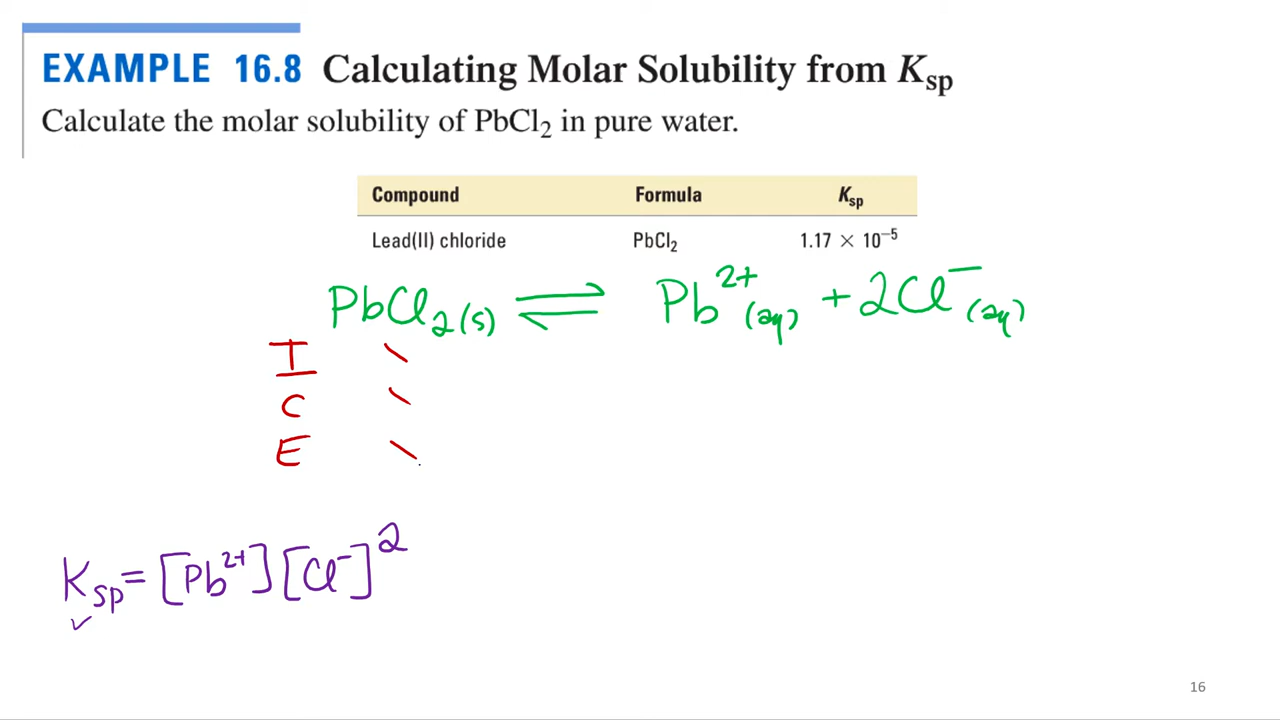 EXAMPLE 16.8 Calculating Molar Solubility from Ksp
Calculate the molar solubility of PbCl₂ in pure water.
Compound Formula Ksp
Lead(II) chloride PbCl₂ 1.17 × 10⁻⁵
PbCl₂(s) ⇌ Pb²⁺(aq) + 2Cl⁻(aq)
I \
C \
E \
Ksp = [Pb²⁺][Cl⁻]²
16